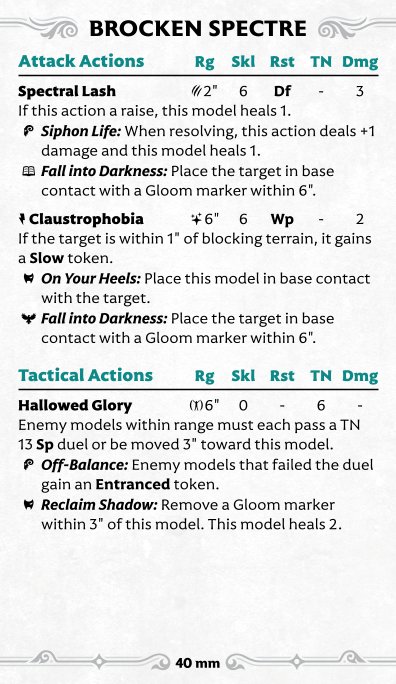 BROCKEN SPECTRE
Attack Actions Rg Skl Rst TN Dmg
Spectral Lash 2" 6 Df - 3
If this action a raise, this model heals 1.
Siphon Life: When resolving, this action deals +1
damage and this model heals 1.
Fall into Darkness: Place the target in base
contact with a Gloom marker within 6".
Claustrophobia 6" 6 Wp - 2
If the target is within 1" of blocking terrain, it gains
a Slow token.
On Your Heels: Place this model in base contact
with the target.
Fall into Darkness: Place the target in base
contact with a Gloom marker within 6".
Tactical Actions Rg Skl Rst TN Dmg
Hallowed Glory 6" 0 - 6 -
Enemy models within range must each pass a TN
13 Sp duel or be moved 3" toward this model.
Off-Balance: Enemy models that failed the duel
gain an Entranced token.
Reclaim Shadow: Remove a Gloom marker
within 3" of this model. This model heals 2.
40 mm